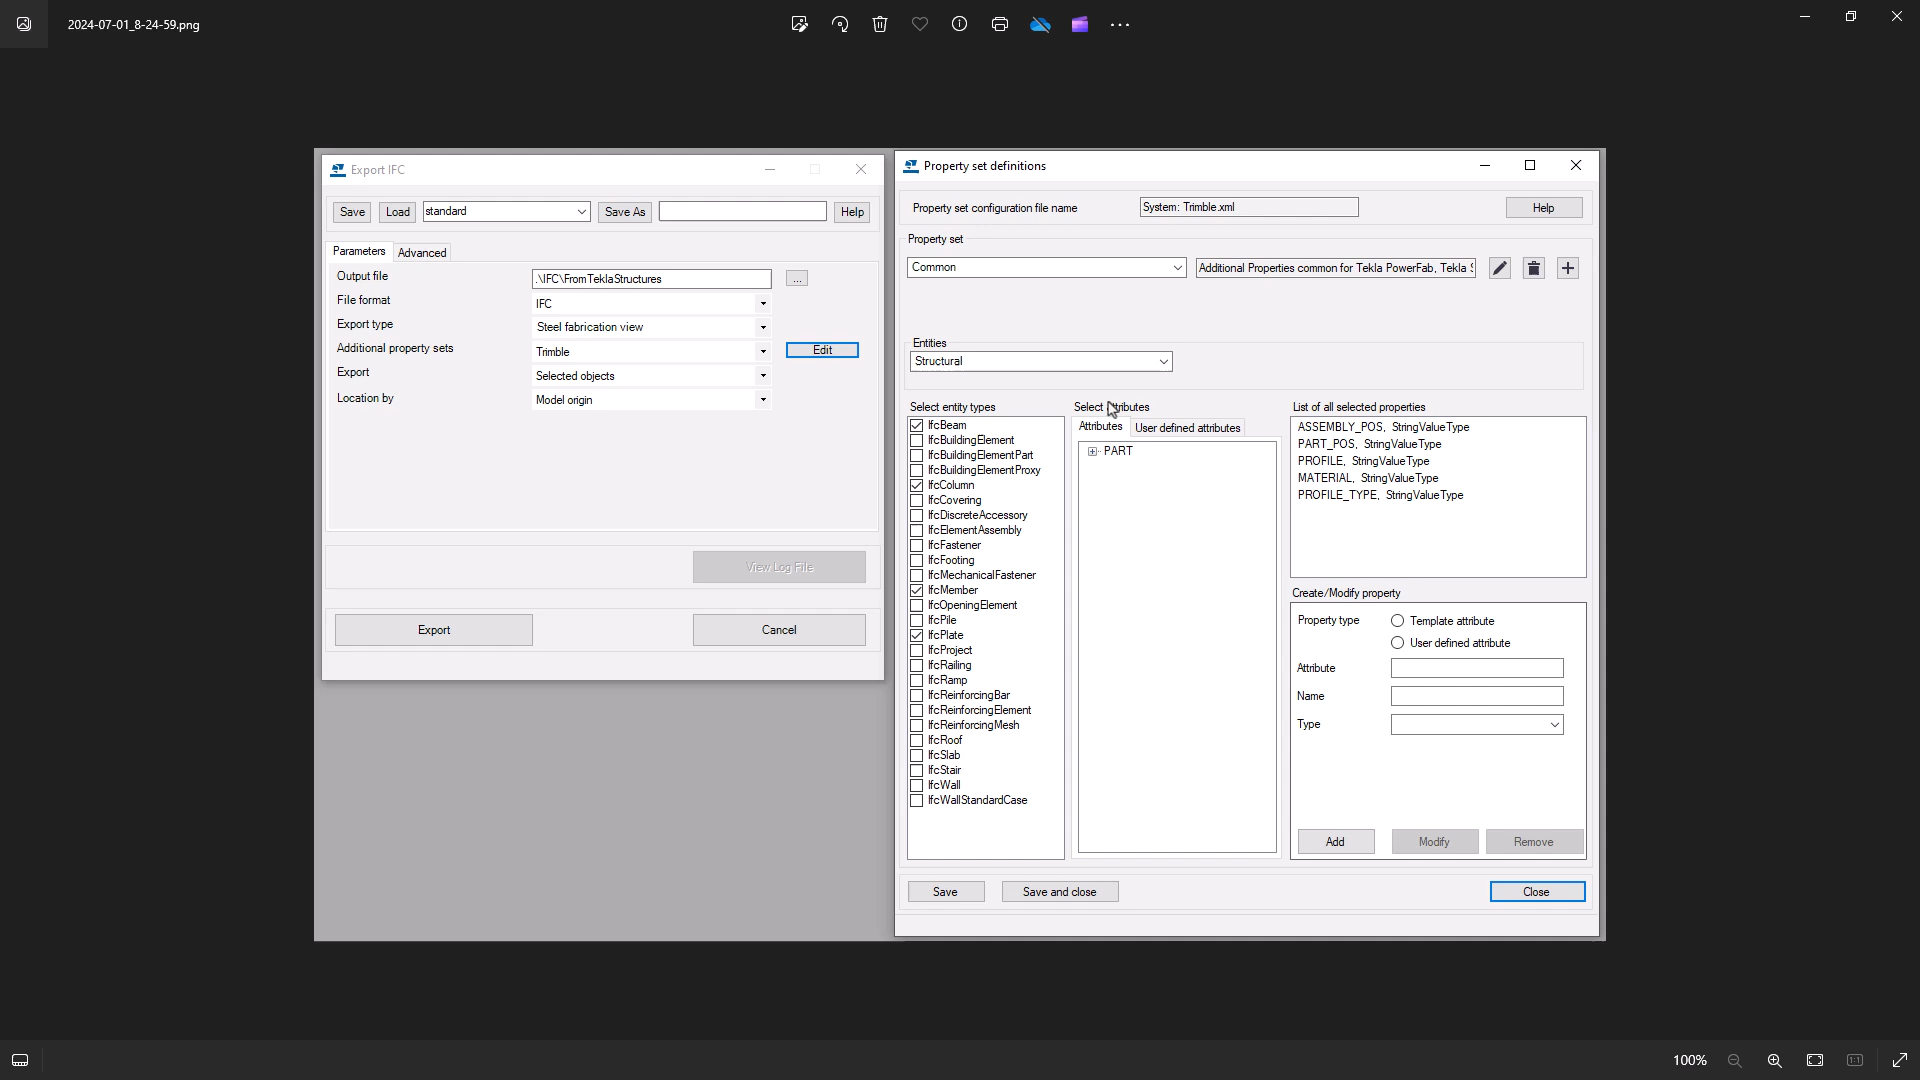 2024-07-01_8-24-59.png
Export IFC
Save Load standard Save As Help
Parameters Advanced
Output file .\IFC\FromTeklaStructures ...
File format IFC
Export type Steel fabrication view
Additional property sets Trimble Edit
Export Selected objects
Location by Model origin
View Log File
Export Cancel
Property set definitions
Property set configuration file name System: Trimble.xml Help
Property set
Common Additional Properties common for Tekla PowerFab, Tekla
Entities
Structural
Select entity types
IfcBeam
IfcBuildingElement
IfcBuildingElementPart
IfcBuildingElementProxy
IfcColumn
IfcCovering
IfcDiscreteAccessory
IfcElementAssembly
IfcFastener
IfcFooting
IfcMechanicalFastener
IfcMember
IfcOpeningElement
IfcPile
IfcPlate
IfcProject
IfcRailing
IfcRamp
IfcReinforcingBar
IfcReinforcingElement
IfcReinforcingMesh
IfcRoof
IfcSlab
IfcStair
IfcWall
IfcWallStandardCase
Select attributes
Attributes User defined attributes
PART
List of all selected properties
ASSEMBLY_POS, StringValueType
PART_POS, StringValueType
PROFILE, StringValueType
MATERIAL, StringValueType
PROFILE_TYPE, StringValueType
Create/Modify property
Property type Template attribute
User defined attribute
Attribute
Name
Type
Add Modify Remove
Save Save and close Close
100%